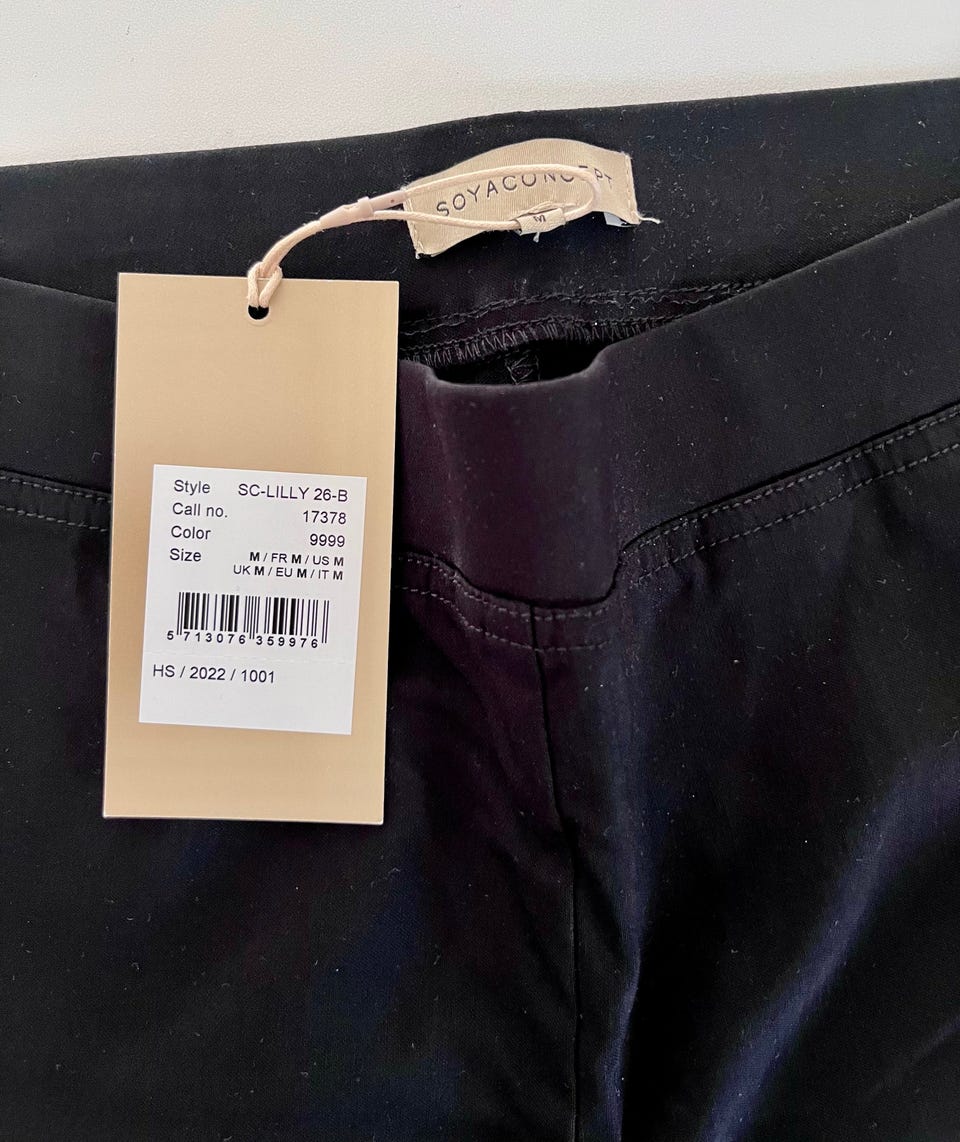 SOYACONCEPT
M
Style SC-LILLY 26-B
Call no. 17378
Color 9999
Size M / FR M / US M
UK M / EU M / IT M
5 713076 359976
HS / 2022 / 1001